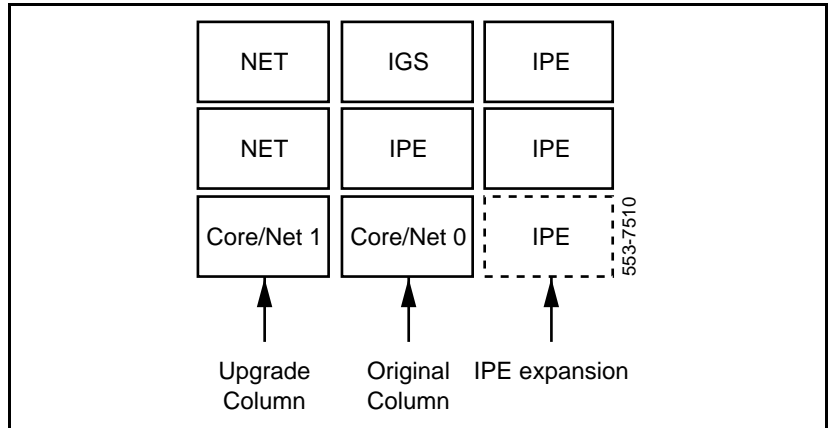 NET IGS IPE
NET IPE IPE
Core/Net 1 Core/Net 0 IPE
553-7510
Upgrade Column
Original Column
IPE expansion